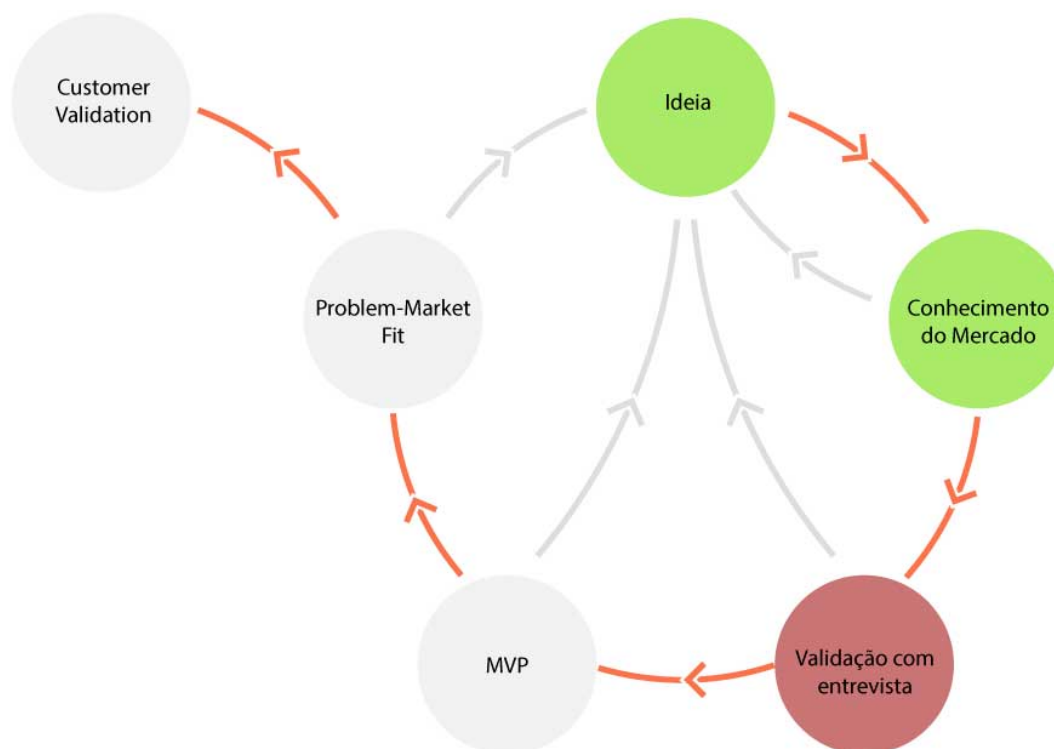 Customer
Validation
Ideia
Problem-Market
Fit
Conhecimento
do Mercado
MVP
Validação com
entrevista